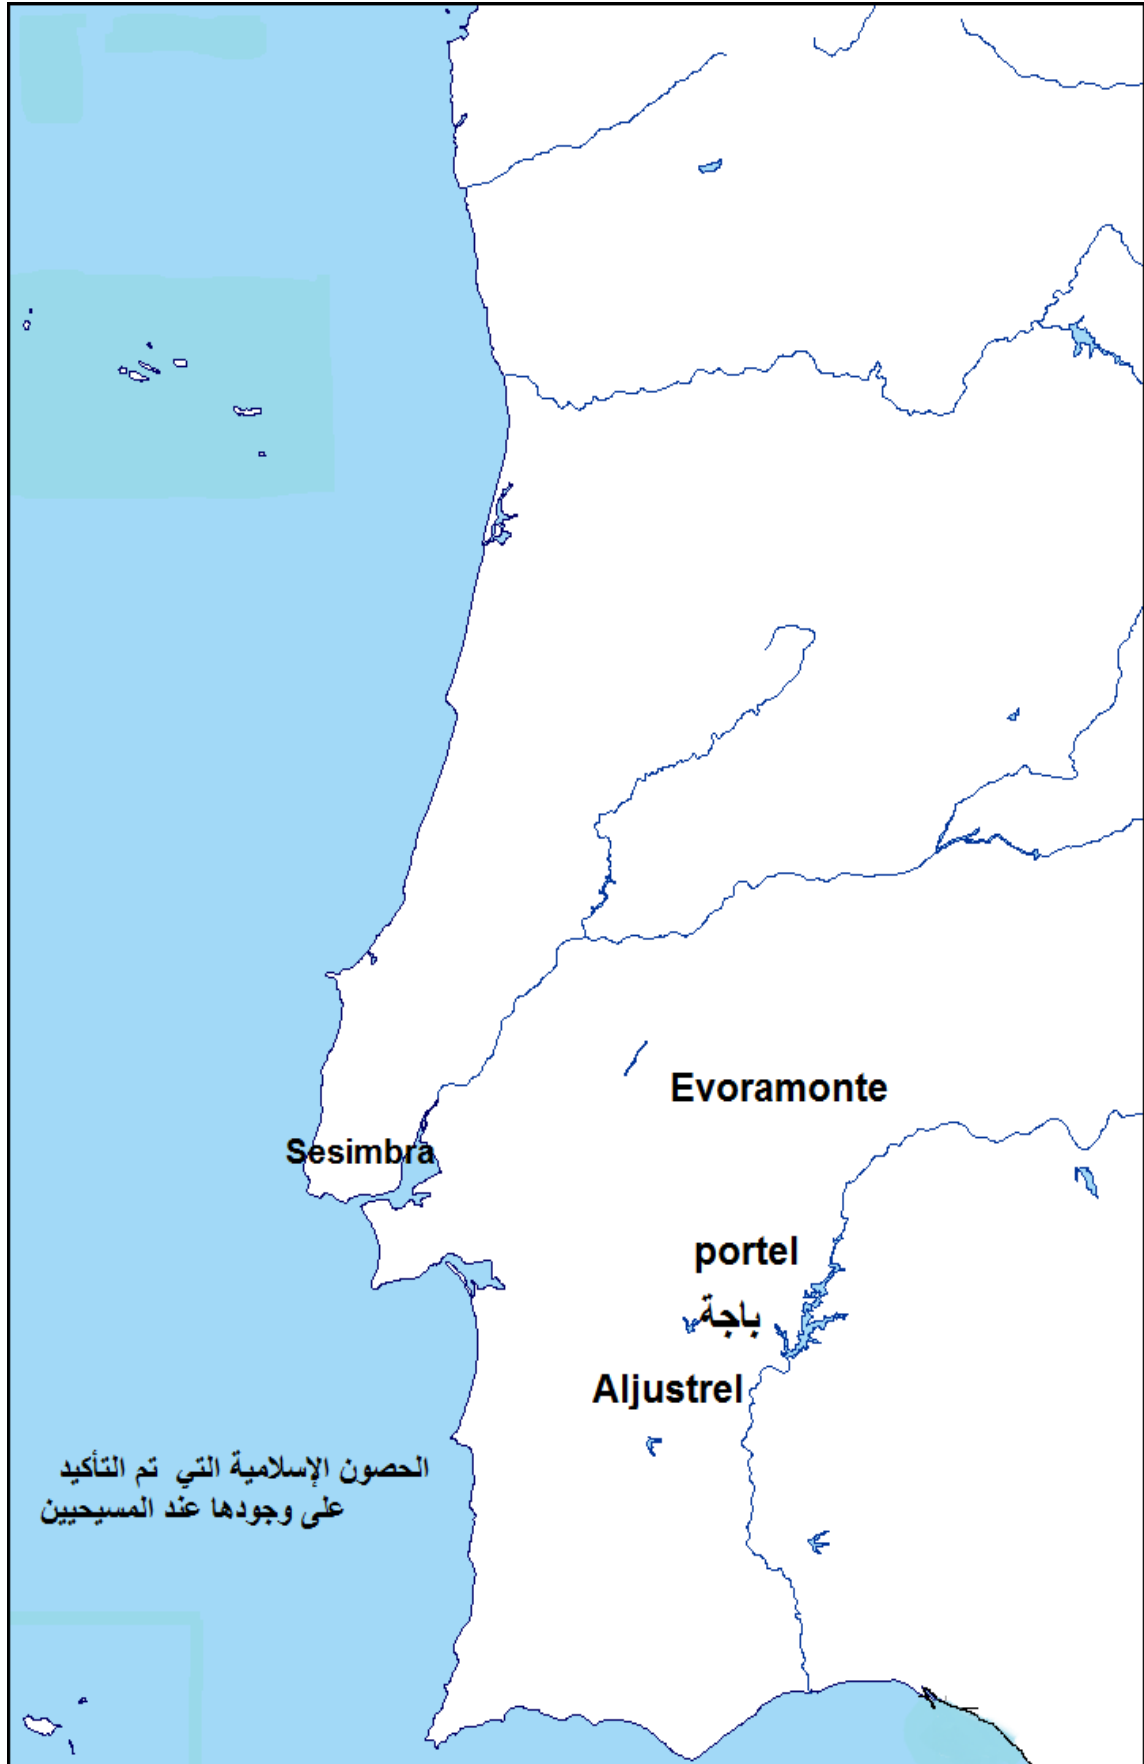 Evoramonte
Sesimbra
portel
باجة
Aljustrel
الحصون الإسلامية التي تم التأكيد
على وجودها عند المسيحيين